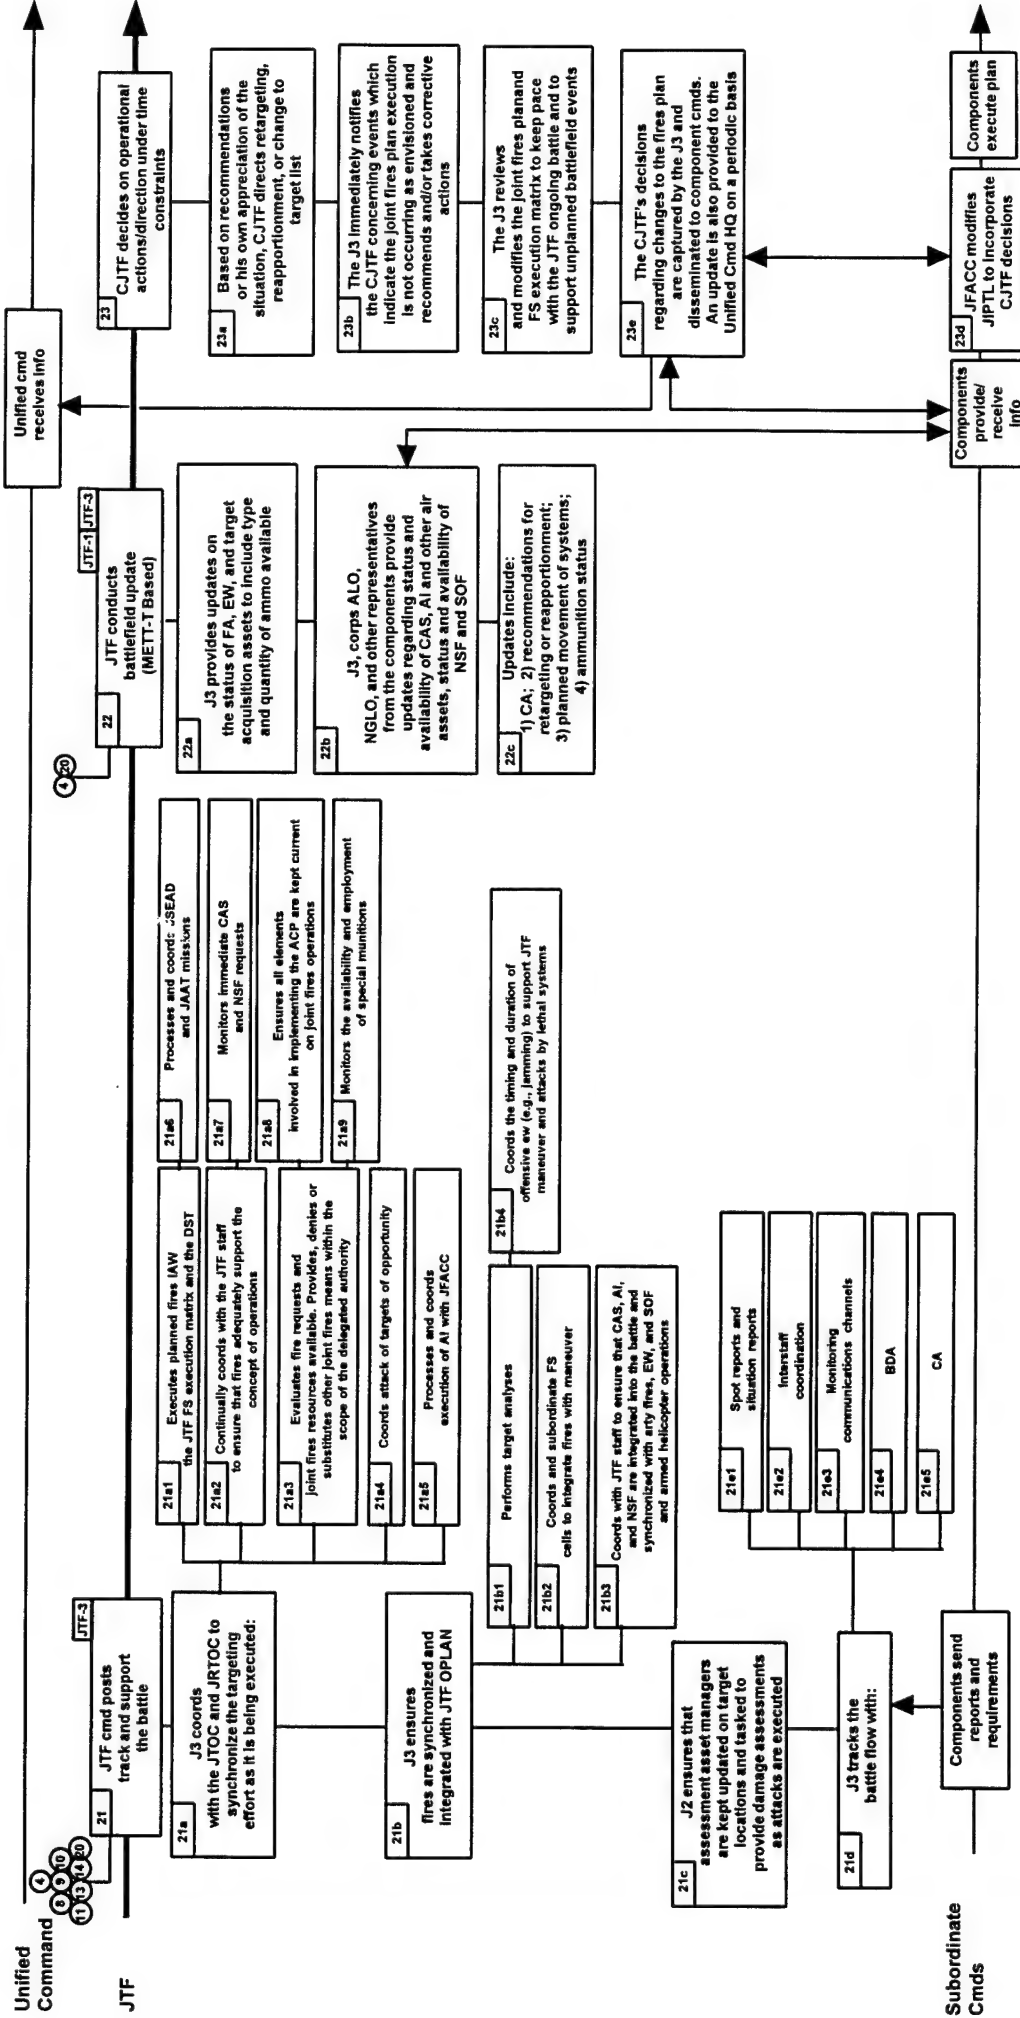 Unified
Command
JTF
Subordinate
Cmds
4
8
9
10
11
13
14
20
21
JTF-3
JTF cmd posts
track and support
the battle
21a
J3 coords
with the JTOC and JRTOC to
synchronize the targeting
effort as it is being executed:
21a1
Executes planned fires IAW
the JTF FS execution matrix and the DST
21a2
Continually coords with the JTF staff
to ensure that fires adequately support the
concept of operations
21a3
Evaluates fire requests and
joint fires resources available. Provides, denies or
substitutes other joint fires means within the
scope of the delegated authority
21a4
Coords attack of targets of opportunity
21a5
Processes and coords
execution of AI with JFACC
21a6
Processes and coords JSEAD
and JAAT missions
21a7
Monitors immediate CAS
and NSF requests
21a8
Ensures all elements
involved in implementing the ACP are kept current
on joint fires operations
21a9
Monitors the availability and employment
of special munitions
21b
J3 ensures
fires are synchronized and
integrated with JTF OPLAN
21b1
Performs target analyses
21b2
Coords and subordinate FS
cells to integrate fires with maneuver
21b3
Coords with JTF staff to ensure that CAS, AI,
and NSF are integrated into the battle and
synchronized with arty fires, EW, and SOF
and armed helicopter operations
21b4
Coords the timing and duration of
offensive ew (e.g., jamming) to support JTF
maneuver and attacks by lethal systems
21c
J2 ensures that
assessment asset managers
are kept updated on target
locations and tasked to
provide damage assessments
as attacks are executed
21d
J3 tracks the
battle flow with:
21e1
Spot reports and
situation reports
21e2
Interstaff
coordination
21e3
Monitoring
communications channels
21e4
BDA
21e5
CA
Components send
reports and
requirements
4
20
22
JTF-1
JTF-3
JTF conducts
battlefield update
(METT-T Based)
22a
J3 provides updates on
the status of FA, EW, and target
acquisition assets to include type
and quantity of ammo available
22b
J3, corps ALO,
NGLO, and other representatives
from the components provide
updates regarding status and
availability of CAS, AI and other air
assets, status and availability of
NSF and SOF
22c
Updates include:
1) CA; 2) recommendations for
retargeting or reapportionment;
3) planned movement of systems;
4) ammunition status
Unified cmd
receives info
23
CJTF decides on operational
actions/direction under time
constraints
23a
Based on recommendations
or his own appreciation of the
situation, CJTF directs retargeting,
reapportionment, or change to
target list
23b
The J3 immediately notifies
the CJTF concerning events which
indicate the joint fires plan execution
is not occurring as envisioned and
recommends and/or takes corrective
actions
23c
The J3 reviews
and modifies the joint fires planand
FS execution matrix to keep pace
with the JTF ongoing battle and to
support unplanned battlefield events
23e
The CJTF's decisions
regarding changes to the fires plan
are captured by the J3 and
disseminated to component cmds.
An update is also provided to the
Unified Cmd HQ on a periodic basis
Components
provide/
receive
info
23d
JFACC modifies
JIPTL to incorporate
CJTF decisions
Components
execute plan